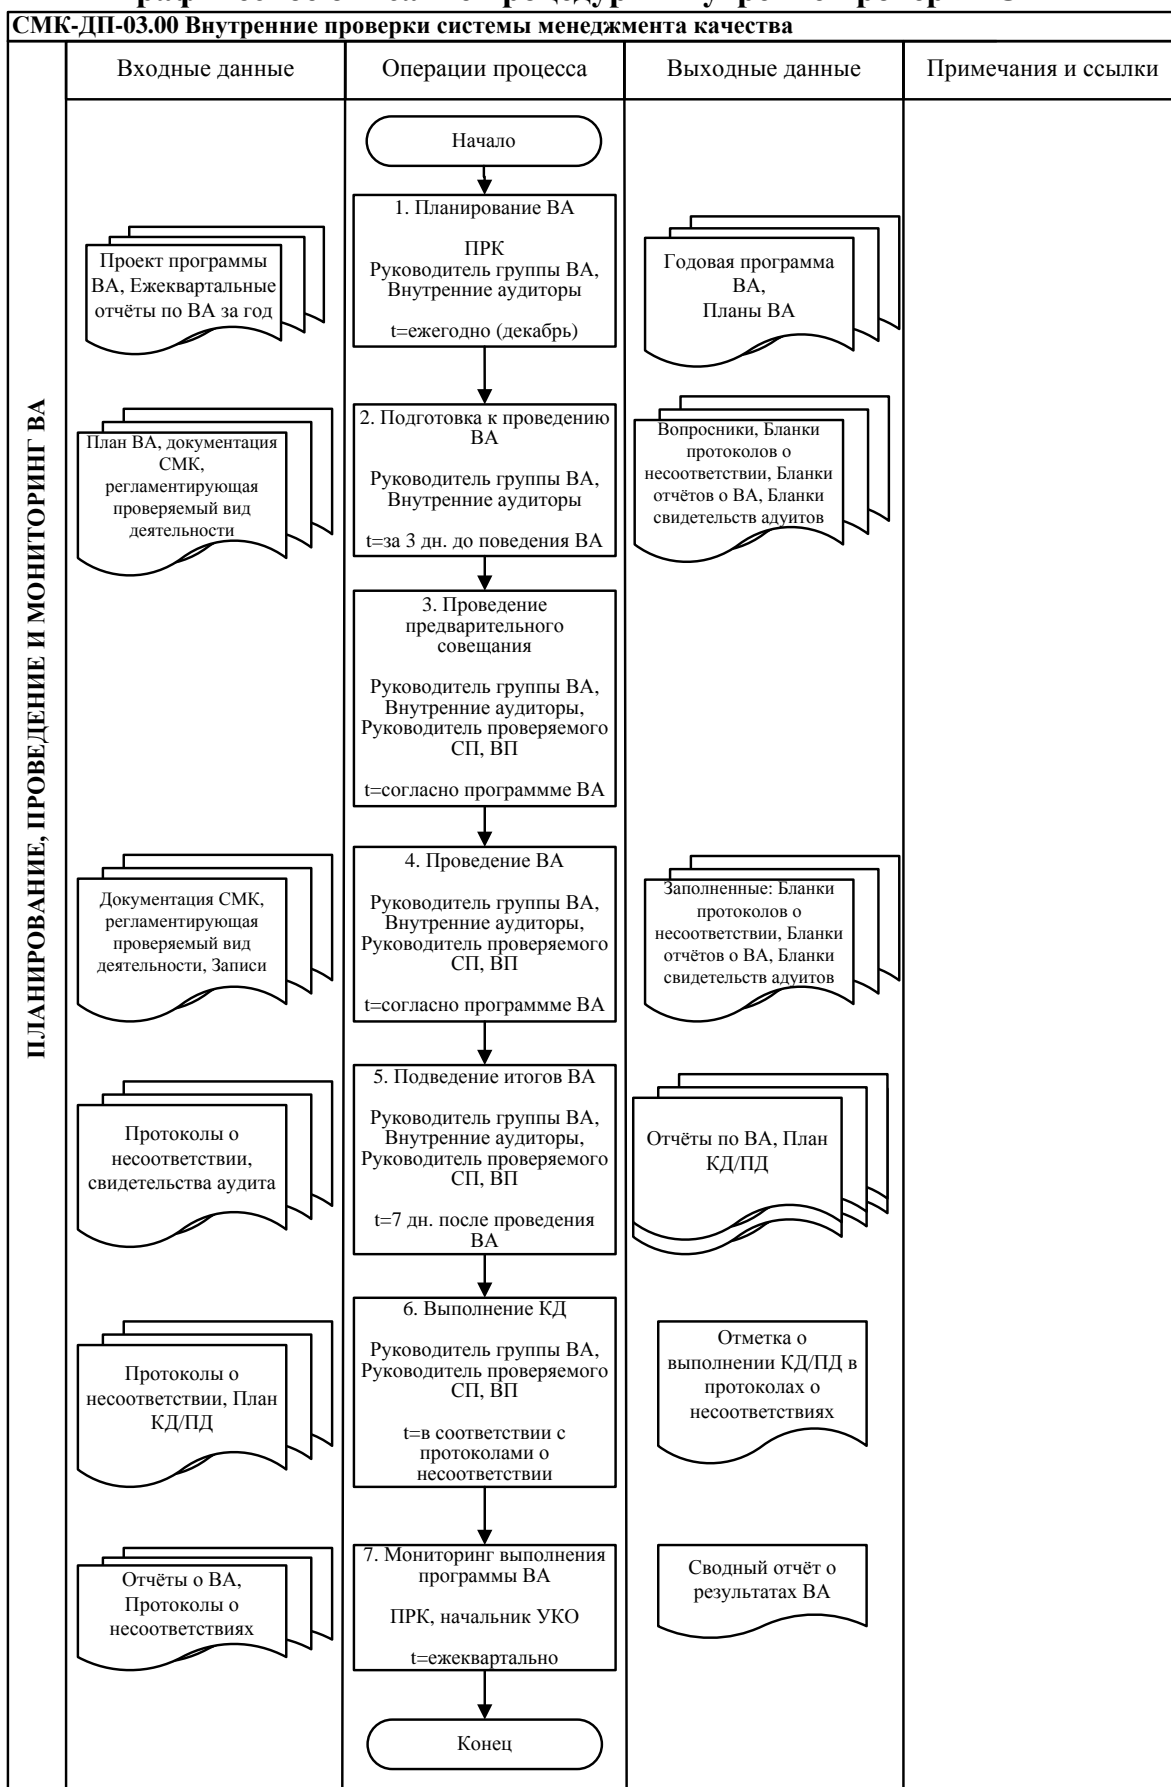 СМК-ДП-03.00 Внутренние проверки системы менеджмента качества
Входные данные
Операции процесса
Выходные данные
Примечания и ссылки
ПЛАНИРОВАНИЕ, ПРОВЕДЕНИЕ И МОНИТОРИНГ ВА
Начало
Проект программы
ВА, Ежеквартальные
отчёты по ВА за год
1. Планирование ВА
ПРК
Руководитель группы ВА,
Внутренние аудиторы
t=ежегодно (декабрь)
Годовая программа
ВА,
Планы ВА
План ВА, документация
СМК,
регламентирующая
проверяемый вид
деятельности
2. Подготовка к проведению
ВА
Руководитель группы ВА,
Внутренние аудиторы
t=за 3 дн. до поведения ВА
Вопросники, Бланки
протоколов о
несоответствии, Бланки
отчётов о ВА, Бланки
свидетельств адуитов
3. Проведение
предварительного
совещания
Руководитель группы ВА,
Внутренние аудиторы,
Руководитель проверяемого
СП, ВП
t=согласно программме ВА
Документация СМК,
регламентирующая
проверяемый вид
деятельности, Записи
4. Проведение ВА
Руководитель группы ВА,
Внутренние аудиторы,
Руководитель проверяемого
СП, ВП
t=согласно программме ВА
Заполненные: Бланки
протоколов о
несоответствии, Бланки
отчётов о ВА, Бланки
свидетельств адуитов
Протоколы о
несоответствии,
свидетельства аудита
5. Подведение итогов ВА
Руководитель группы ВА,
Внутренние аудиторы,
Руководитель проверяемого
СП, ВП
t=7 дн. после проведения
ВА
Отчёты по ВА, План
КД/ПД
Протоколы о
несоответствии, План
КД/ПД
6. Выполнение КД
Руководитель группы ВА,
Руководитель проверяемого
СП, ВП
t=в соответствии с
протоколами о
несоответствии
Отметка о
выполнении КД/ПД в
протоколах о
несоответствиях
Отчёты о ВА,
Протоколы о
несоответствиях
7. Мониторинг выполнения
программы ВА
ПРК, начальник УКО
t=ежеквартально
Сводный отчёт о
результатах ВА
Конец